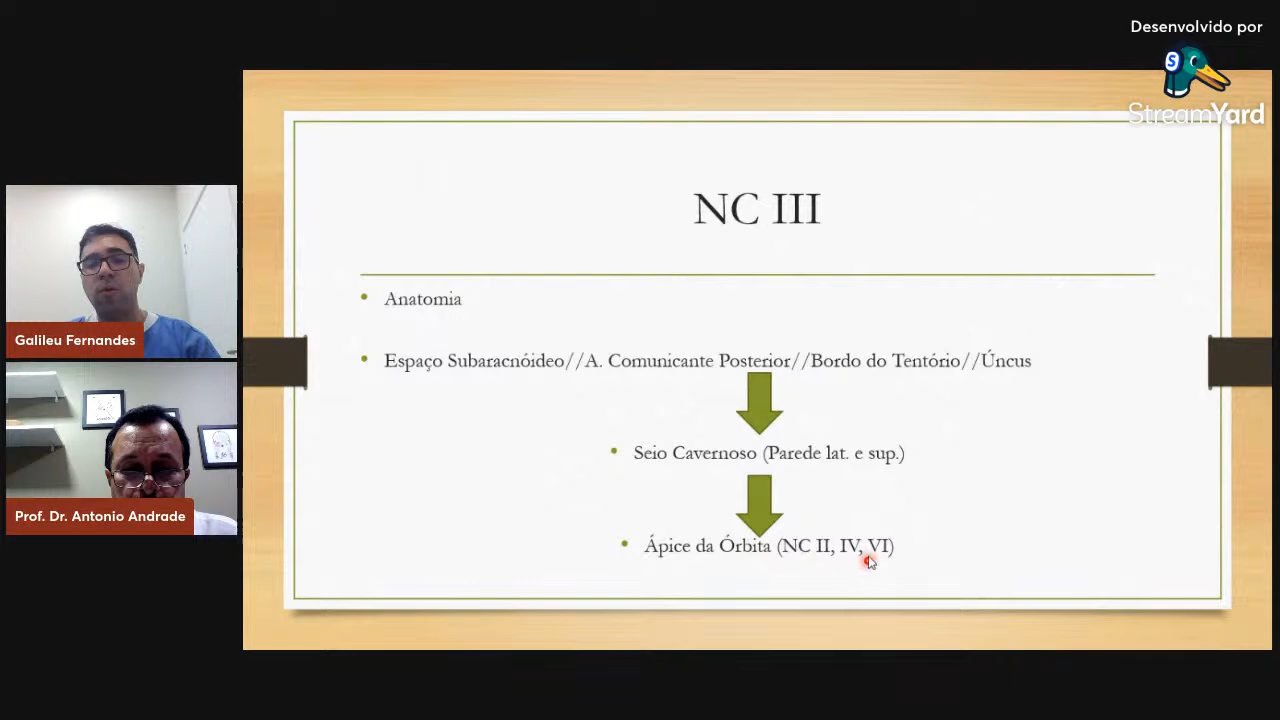 Desenvolvido por
StreamYard
NC III
Anatomia
Espaço Subaracnóideo//A. Comunicante Posterior//Bordo do Tentório//Úncus
Seio Cavernoso (Parede lat. e sup.)
Ápice da Órbita (NC II, IV, VI)
Galileu Fernandes
Prof. Dr. Antonio Andrade